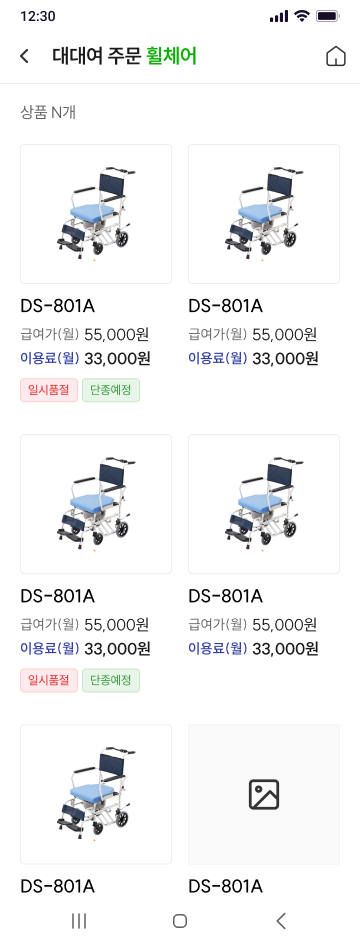 12:30
대대여 주문 휠체어
상품 N개
DS-801A
급여가(월) 55,000원
이용료(월) 33,000원
일시품절 단종예정
DS-801A
급여가(월) 55,000원
이용료(월) 33,000원
DS-801A
급여가(월) 55,000원
이용료(월) 33,000원
일시품절 단종예정
DS-801A
급여가(월) 55,000원
이용료(월) 33,000원
DS-801A
DS-801A